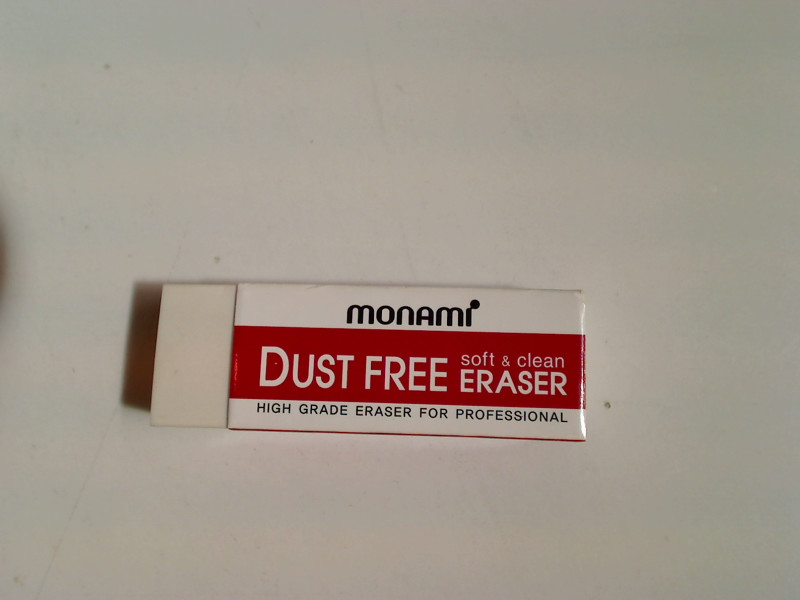 monami
DUST FREE soft & clean ERASER
HIGH GRADE ERASER FOR PROFESSIONAL